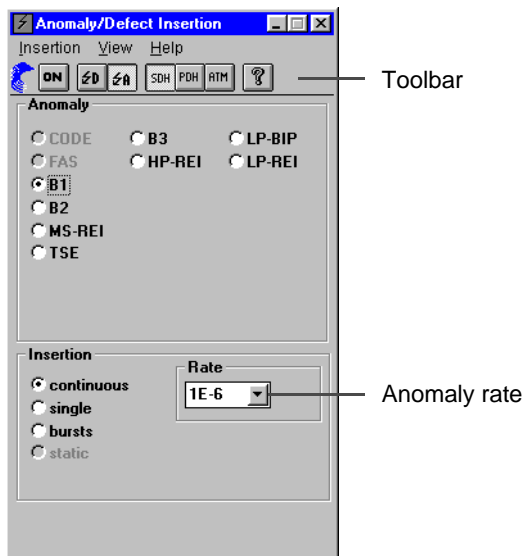 Anomaly/Defect Insertion
Insertion View Help
ON D A SDH PDH ATM ?
Toolbar
Anomaly
CODE B3 LP-BIP
FAS HP-REI LP-REI
B1
B2
MS-REI
TSE
Insertion
Rate
continuous
1E-6
Anomaly rate
single
bursts
static